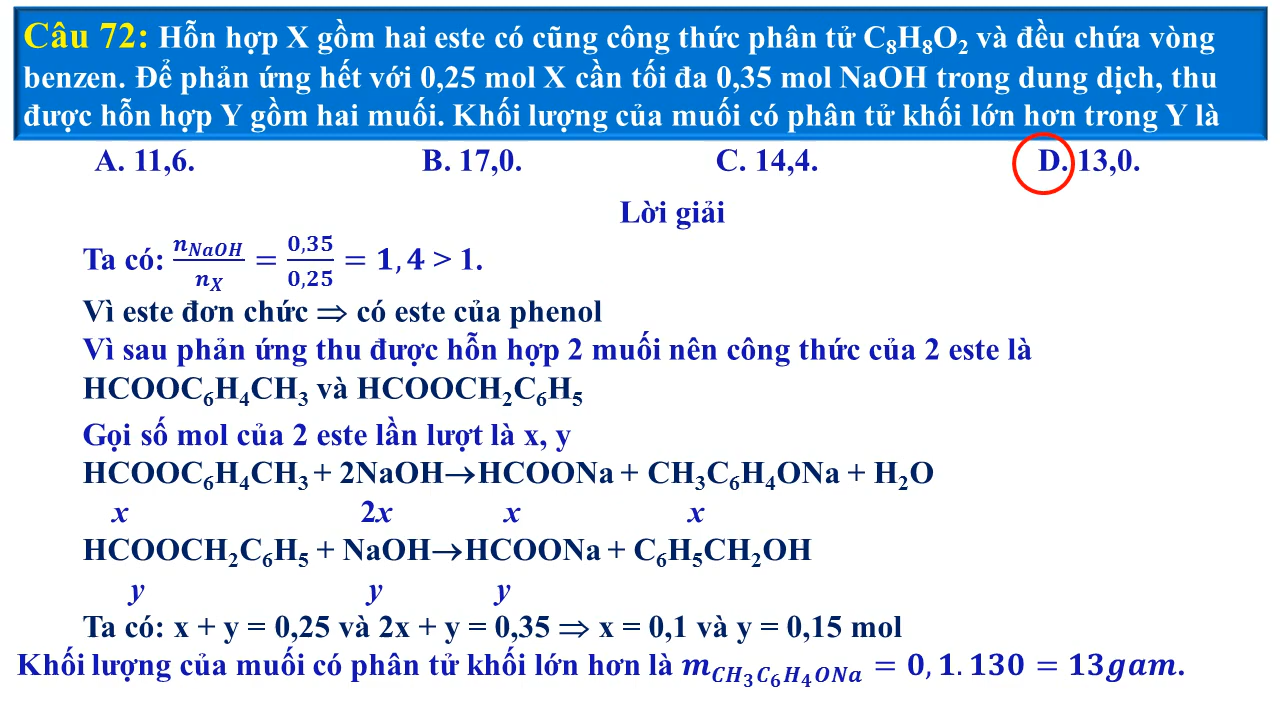 Câu 72: Hỗn hợp X gồm hai este có cũng công thức phân tử C₈H₈O₂ và đều chứa vòng
benzen. Để phản ứng hết với 0,25 mol X cần tối đa 0,35 mol NaOH trong dung dịch, thu
được hỗn hợp Y gồm hai muối. Khối lượng của muối có phân tử khối lớn hơn trong Y là
A. 11,6. B. 17,0. C. 14,4. D. 13,0.
Lời giải
Ta có: n_NaOH/n_X = 0,35/0,25 = 1,4 > 1.
Vì este đơn chức ⇒ có este của phenol
Vì sau phản ứng thu được hỗn hợp 2 muối nên công thức của 2 este là
HCOOC₆H₄CH₃ và HCOOCH₂C₆H₅
Gọi số mol của 2 este lần lượt là x, y
HCOOC₆H₄CH₃ + 2NaOH→HCOONa + CH₃C₆H₄ONa + H₂O
x 2x x x
HCOOCH₂C₆H₅ + NaOH→HCOONa + C₆H₅CH₂OH
y y y
Ta có: x + y = 0,25 và 2x + y = 0,35 ⇒ x = 0,1 và y = 0,15 mol
Khối lượng của muối có phân tử khối lớn hơn là m_CH₃C₆H₄ONa = 0,1.130 = 13gam.